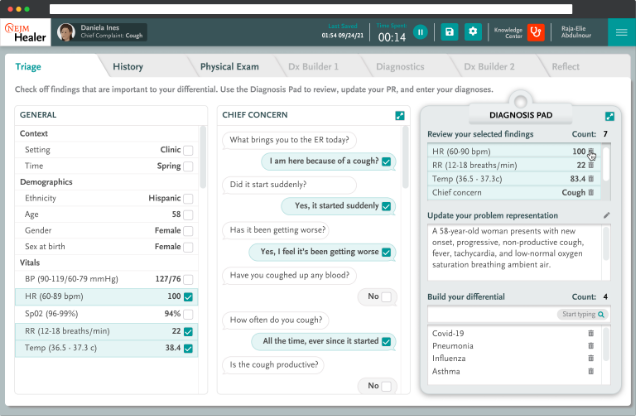 NEJM
Healer
Daniela Ines
Chief Complaint: Cough
Last Saved
01:54 09/24/21
Time Spent
00:14
Knowledge
Center
Raja-Elie
Abdulnour
Triage
History
Physical Exam
Dx Builder 1
Diagnostics
Dx Builder 2
Reflect
Check off findings that are important to your differential. Use the Diagnosis Pad to review, update your PR, and enter your diagnoses.
GENERAL
Context
Setting Clinic
Time Spring
Demographics
Ethnicity Hispanic
Age 58
Gender Female
Sex at birth Female
Vitals
BP (90-119/60-79 mmHg) 127/76
HR (60-89 bpm) 100
Sp02 (96-99%) 94%
RR (12-18 breaths/min) 22
Temp (36.5 - 37.3 c) 38.4
CHIEF CONCERN
What brings you to the ER today?
I am here because of a cough?
Did it start suddenly?
Yes, it started suddenly
Has it been getting worse?
Yes, I feel it's been getting worse
Have you coughed up any blood?
No
How often do you cough?
All the time, ever since it started
Is the cough productive?
No
DIAGNOSIS PAD
Review your selected findings Count: 7
HR (60-90 bpm) 100
RR (12-18 breaths/min) 22
Temp (36.5 - 37.3c) 83.4
Chief concern Cough
Update your problem representation
A 58-year-old woman presents with new
onset, progressive, non-productive cough,
fever, tachycardia, and low-normal oxygen
saturation breathing ambient air.
Build your differential Count: 4
Start typing
Covid-19
Pneumonia
Influenza
Asthma